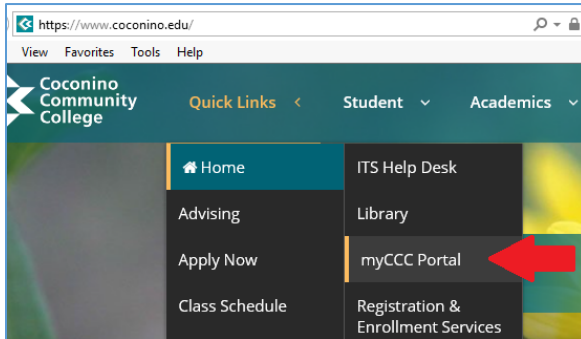 https://www.coconino.edu/
View Favorites Tools Help
Coconino
Community
College
Quick Links
Student
Academics
Home
ITS Help Desk
Advising
Library
Apply Now
myCCC Portal
Class Schedule
Registration &
Enrollment Services